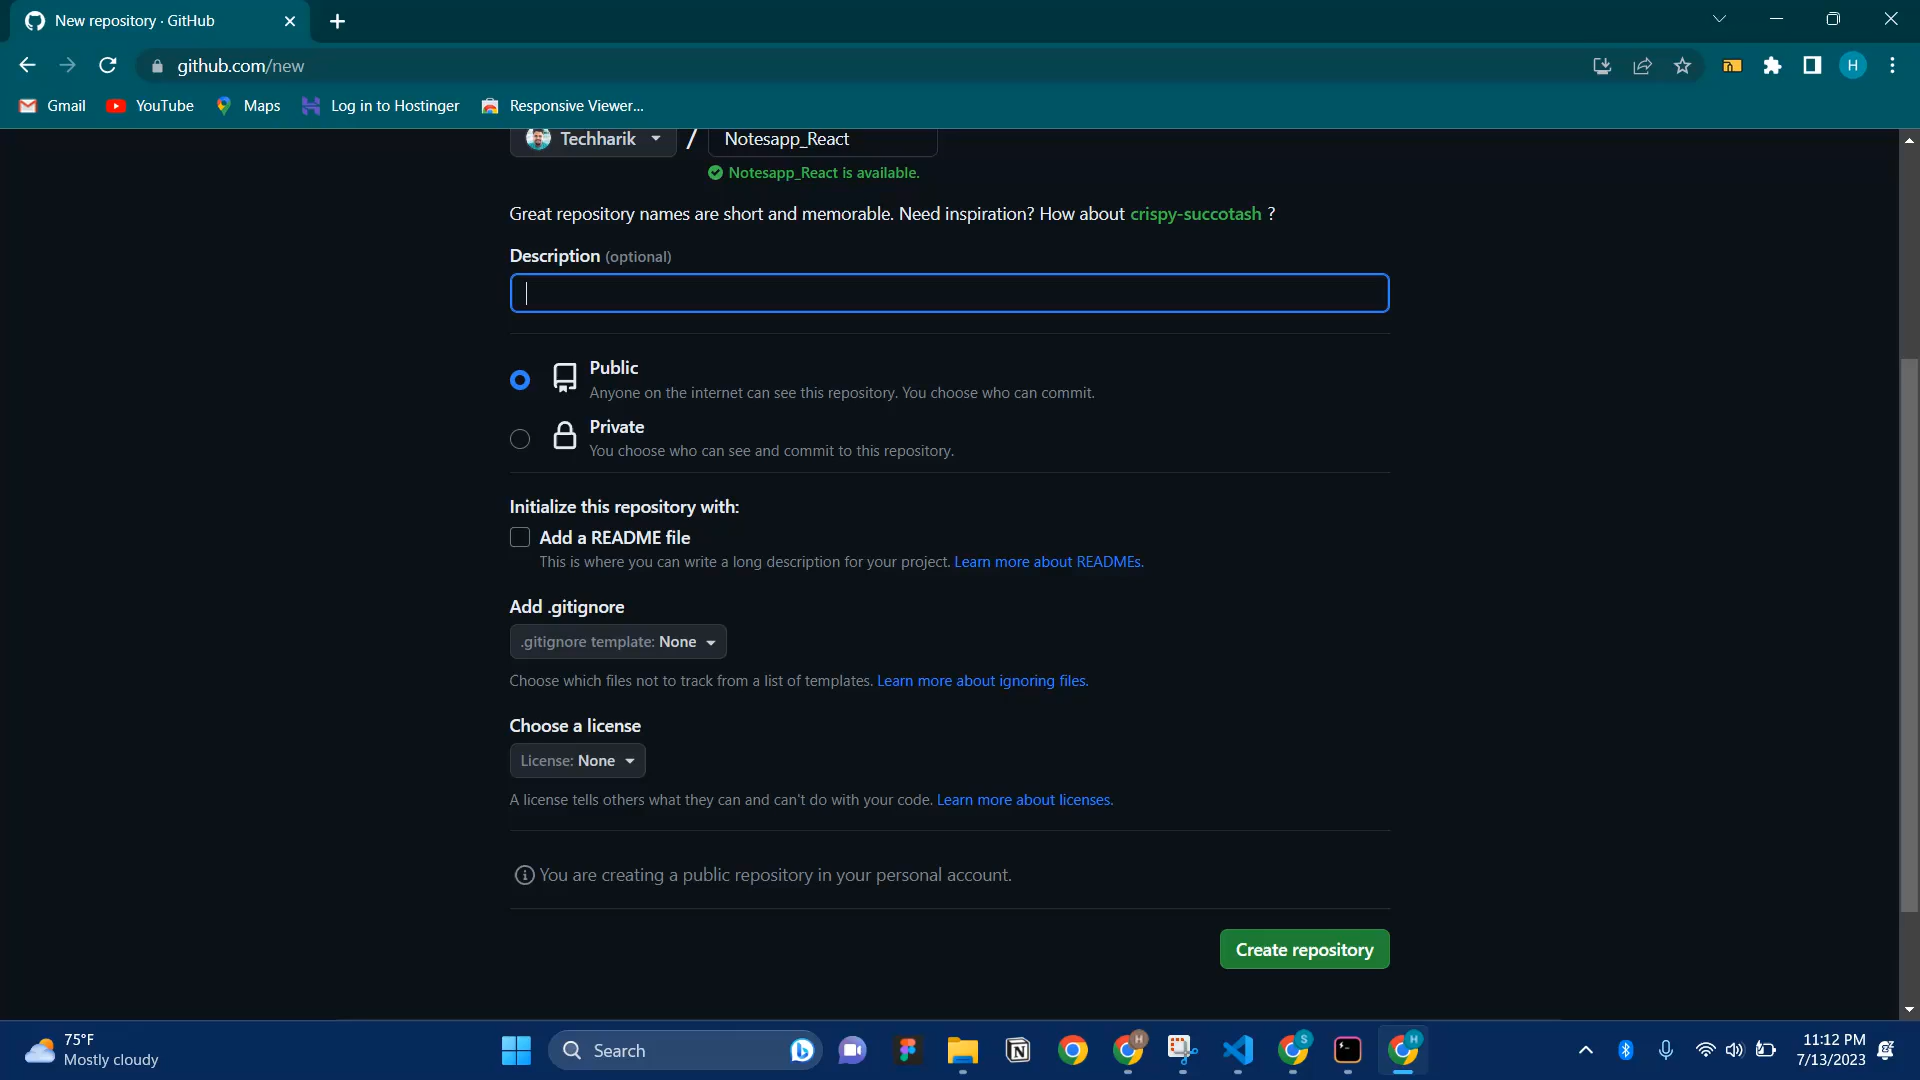 New repository · GitHub
github.com/new
H
Gmail
YouTube
Maps
Log in to Hostinger
Responsive Viewer...
Techharik / Notesapp_React
Notesapp_React is available.
Great repository names are short and memorable. Need inspiration? How about crispy-succotash ?
Description (optional)
Public
Anyone on the internet can see this repository. You choose who can commit.
Private
You choose who can see and commit to this repository.
Initialize this repository with:
Add a README file
This is where you can write a long description for your project. Learn more about READMEs.
Add .gitignore
.gitignore template: None
Choose which files not to track from a list of templates. Learn more about ignoring files.
Choose a license
License: None
A license tells others what they can and can't do with your code. Learn more about licenses.
You are creating a public repository in your personal account.
Create repository
75°F
Mostly cloudy
Search
H
S
H
11:12 PM
7/13/2023